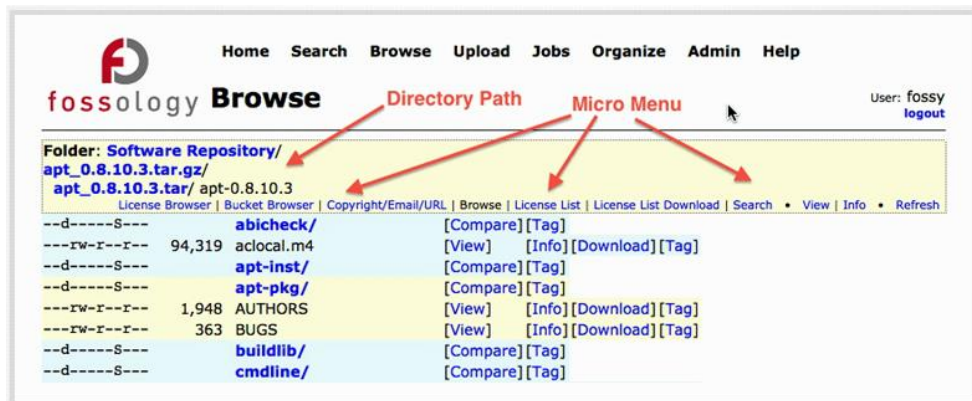 Home Search Browse Upload Jobs Organize Admin Help
fossology Browse
Directory Path
Micro Menu
User: fossy
logout
Folder: Software Repository/
apt_0.8.10.3.tar.gz/
apt_0.8.10.3.tar/ apt-0.8.10.3
License Browser | Bucket Browser | Copyright/Email/URL | Browse | License List | License List Download | Search • View | Info • Refresh
--d-----S--- abicheck/ [Compare][Tag]
---rw-r--r-- 94,319 aclocal.m4 [View] [Info][Download][Tag]
--d-----S--- apt-inst/ [Compare][Tag]
--d-----S--- apt-pkg/ [Compare][Tag]
---rw-r--r-- 1,948 AUTHORS [View] [Info][Download][Tag]
---rw-r--r-- 363 BUGS [View] [Info][Download][Tag]
--d-----S--- buildlib/ [Compare][Tag]
--d-----S--- cmdline/ [Compare][Tag]